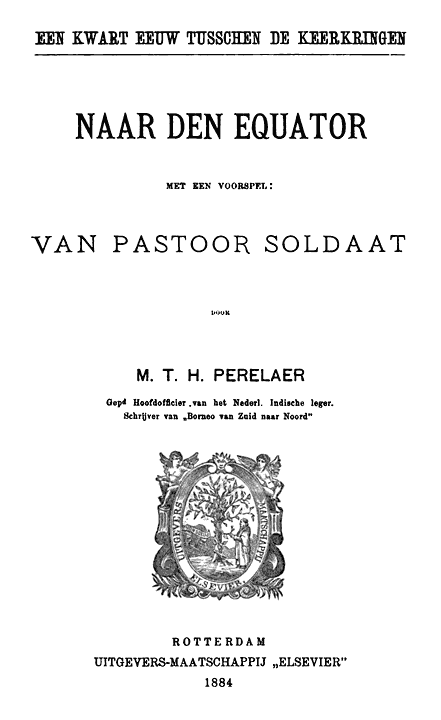 EEN KWART EEUW TUSSCHEN DE KEERKRINGEN
NAAR DEN EQUATOR
MET EEN VOORSPEL:
VAN PASTOOR SOLDAAT
DOOR
M. T. H. PERELAER
Gepd Hoofdofficier van het Nederl. Indische leger.
Schrijver van „Borneo van Zuid naar Noord"
UITGEVERS MAATSCHAPPIJ
ELSEVIER
ROTTERDAM
UITGEVERS-MAATSCHAPPIJ „ELSEVIER"
1884